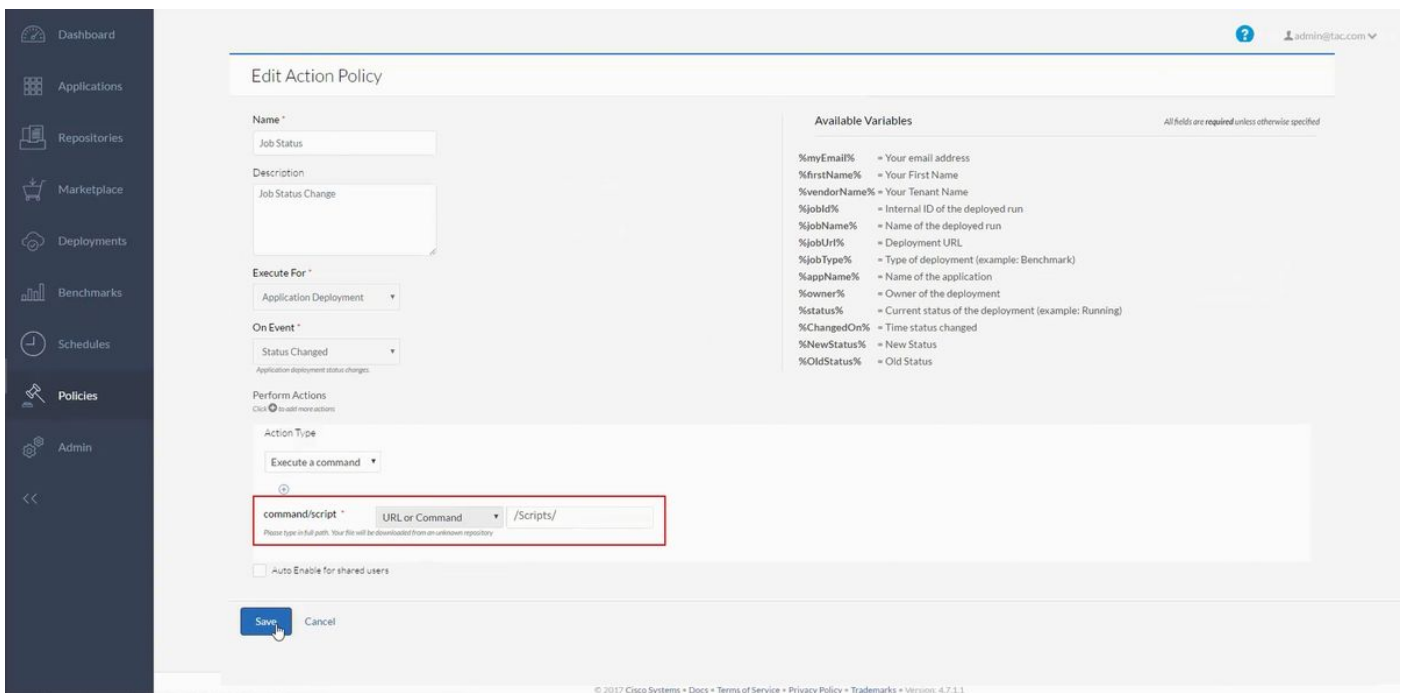 Dashboard
admin@tac.com
Edit Action Policy
Applications
Name *
Available Variables
All fields are required unless otherwise specified
Job Status
Repositories
%myEmail% = Your email address
Description
%firstName% = Your First Name
Marketplace
Job Status Change
%vendorName% = Your Tenant Name
%jobId% = Internal ID of the deployed run
%jobName% = Name of the deployed run
Deployments
%jobUrl% = Deployment URL
%jobType% = Type of deployment (example: Benchmark)
Execute For *
%appName% = Name of the application
Benchmarks
Application Deployment
%owner% = Owner of the deployment
%status% = Current status of the deployment (example: Running)
On Event *
%ChangedOn% = Time status changed
Schedules
%NewStatus% = New Status
Status Changed
%OldStatus% = Old Status
Application deployment status changes.
Policies
Perform Actions
Click + to add more actions
Action Type
Admin
Execute a command
<<
command/script *
URL or Command
/Scripts/
Please type in full path. Your file will be downloaded from an unknown repository
Auto Enable for shared users
Save
Cancel
© 2017 Cisco Systems • Docs • Terms of Service • Privacy Policy • Trademarks • Version: 4.7.1.1